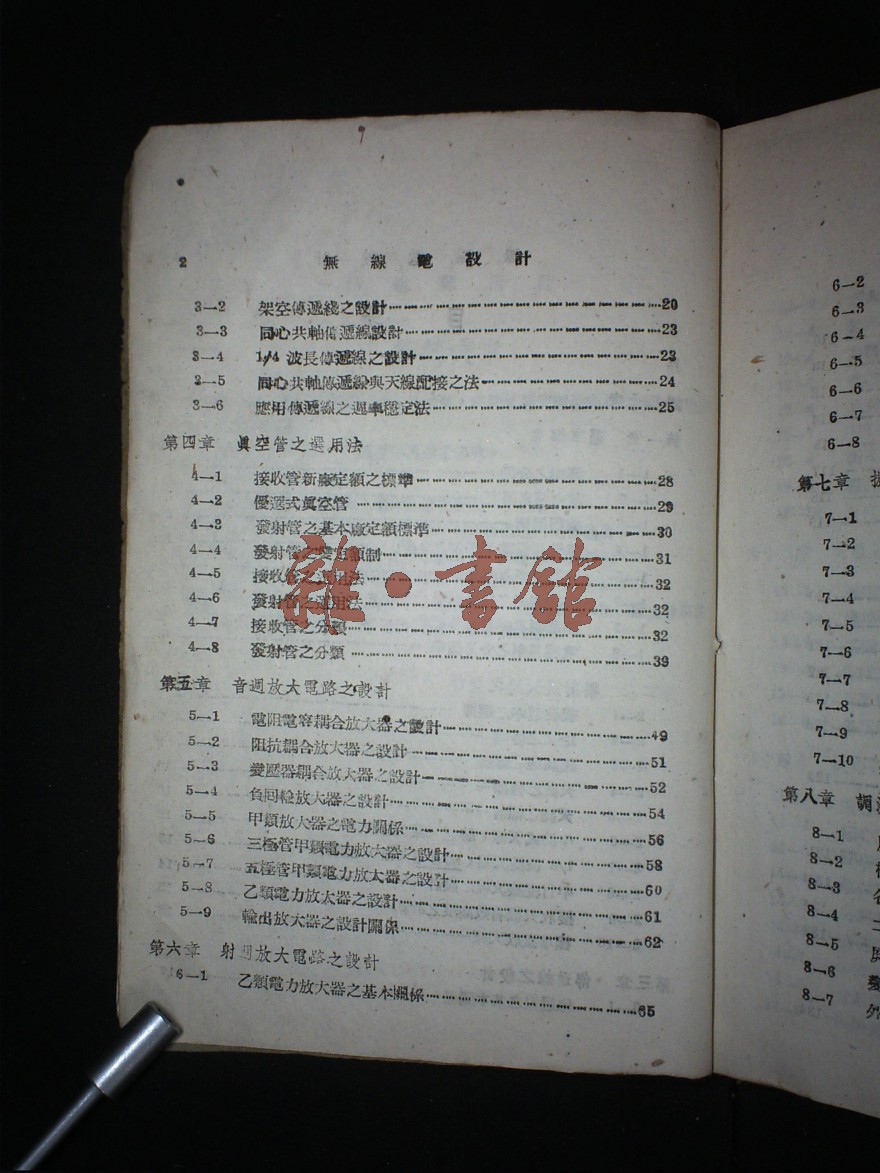 2 無線電設計
3—2 架空傳遞綫之設計 20
3—3 同心共軸傳遞線設計 23
3—4 1/4 波長傳遞線之設計 23
3—5 同心共軸傳遞線與天線配接之法 24
3—6 應用傳遞線之週率穩定法 25
第四章 眞空管之選用法
4—1 接收管新廠定額之標準 28
4—2 優選式眞空管 29
4—3 發射管之基本廠定額標準 30
4—4 發射管之雙定額制 31
4—5 接收管之運用法 32
4—6 發射管之運用法 32
4—7 接收管之分類 32
4—8 發射管之分類 39
第五章 音週放大電路之設計
5—1 電阻電容耦合放大器之設計 49
5—2 阻抗耦合放大器之設計 51
5—3 變壓器耦合放大器之設計 52
5—4 負回輸放大器之設計 54
5—5 甲類放大器之電力關係 56
5—6 三極管甲類電力放大器之設計 58
5—7 五極管甲類電力放大器之設計 60
5—8 乙類電力放大器之設計 61
5—9 輸出放大器之設計關係 62
第六章 射週放大電路之設計
6—1 乙類電力放大器之基本關係 65
6—2
6—3
6—4
6—5
6—6
6—7
6—8
第七章
7—1
7—2
7—3
7—4
7—5
7—6
7—7
7—8
7—9
7—10
第八章 調
8—1
8—2
8—3
8—4
8—5
8—6
8—7
龍·書館